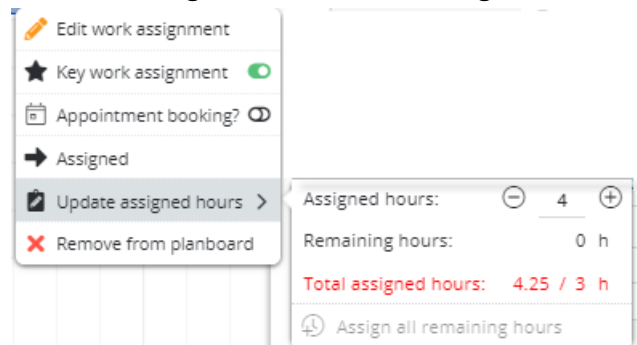 Edit work assignment
Key work assignment
Appointment booking?
Assigned
Update assigned hours
Remove from planboard
Assigned hours: 4
Remaining hours: 0 h
Total assigned hours: 4.25 / 3 h
Assign all remaining hours